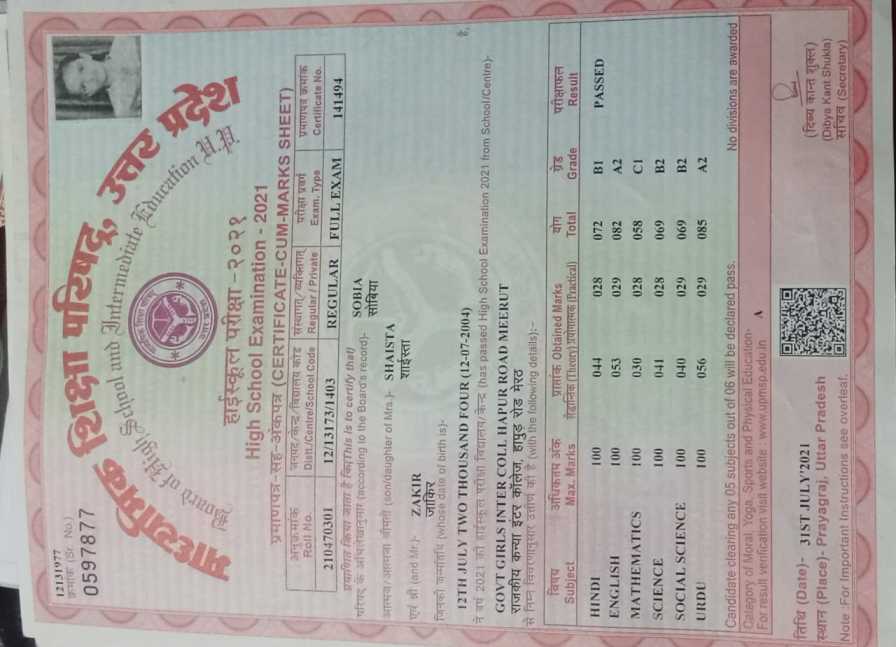 12131977
क्रमांक (Sr. No.)
0597877
माध्यमिक शिक्षा परिषद्, उत्तर प्रदेश
Board of High School and Intermediate Education U.P.
हाईस्कूल परीक्षा-२०२१
High School Examination - 2021
प्रमाणपत्र-सह-अंकपत्र (CERTIFICATE-CUM-MARKS SHEET)
अनुक्रमांक जनपद/केन्द्र/विद्यालय कोड संस्थागत/व्यक्तिगत परीक्षा प्रवर्ग प्रमाणपत्र क्रमांक
Roll No. Distt./Centre/School Code Regular / Private Exam. Type Certificate No.
210470301 12/13173/1403 REGULAR FULL EXAM 141494
प्रमाणित किया जाता है कि(This is to certify that) SOBIA
परिषद के अभिलेखानुसार (according to the Board's record)- सोबिया
आत्मज/आत्मजा श्रीमती (son/daughter of Mrs.)- SHAISTA
शाईस्ता
एवं श्री (and Mr.)- ZAKIR
जाकिर
जिनकी जन्मतिथि (whose date of birth is)-
12TH JULY TWO THOUSAND FOUR (12-07-2004) है,
ने वर्ष 2021 की हाईस्कूल परीक्षा विद्यालय/केन्द्र (has passed High School Examination 2021 from School/Centre)-
GOVT GIRLS INTER COLL HAPUR ROAD MEERUT
राजकीय कन्या इंटर कॉलेज, हापुड़ रोड मेरठ
से निम्न विवरणानुसार उत्तीर्ण की है (with the following details):-
विषय अधिकतम अंक प्राप्तांक Obtained Marks योग ग्रेड परीक्षाफल
Subject Max. Marks सैद्धान्तिक (Theory) प्रयोगात्मक (Practical) Total Grade Result
HINDI 100 044 028 072 B1 PASSED
ENGLISH 100 053 029 082 A2
MATHEMATICS 100 030 028 058 C1
SCIENCE 100 041 028 069 B2
SOCIAL SCIENCE 100 040 029 069 B2
URDU 100 056 029 085 A2
Candidate clearing any 05 subjects out of 06 will be declared pass. No divisions are awarded
Category of Moral, Yoga, Sports and Physical Education- A
For result verification visit website : www.upmsp.edu.in
तिथि (Date)- 31ST JULY'2021
स्थान (Place)- Prayagraj, Uttar Pradesh
Note :For Important Instructions see overleaf.
(दिब्य कान्त शुक्ल)
(Dibya Kant Shukla)
सचिव (Secretary)